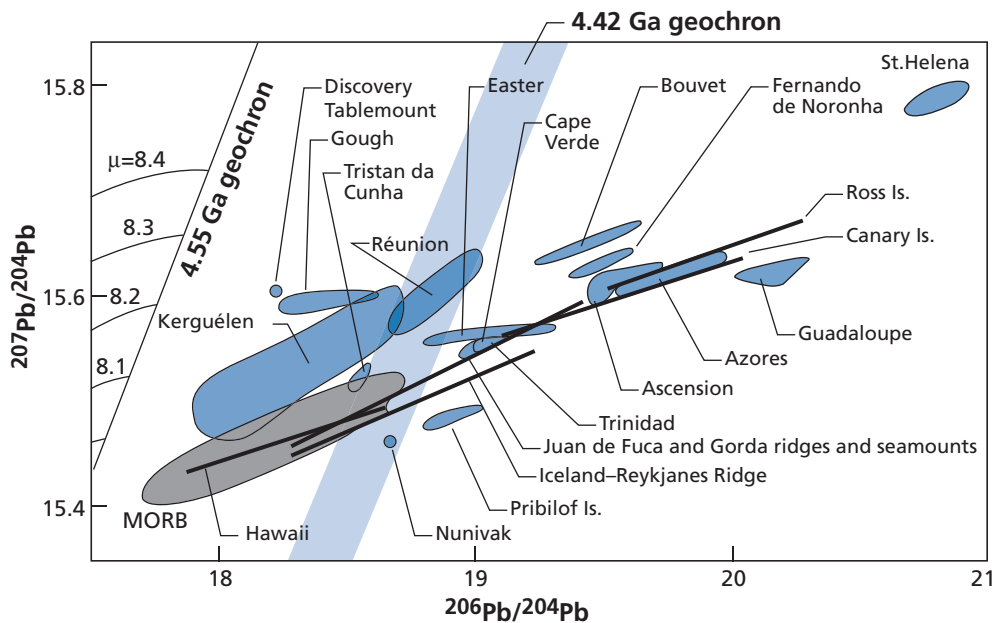 4.42 Ga geochron
St.Helena
15.8
Discovery
Tablemount
Easter
Bouvet
Fernando
de Noronha
Gough
Cape
Verde
μ=8.4
4.55 Ga geochron
Tristan da
Cunha
Ross Is.
8.3
Réunion
Canary Is.
207Pb/204Pb
15.6
8.2
Kerguélen
Guadaloupe
8.1
Azores
Ascension
Trinidad
Juan de Fuca and Gorda ridges and seamounts
Iceland–Reykjanes Ridge
15.4
MORB
Pribilof Is.
Hawaii
Nunivak
18
19
20
21
206Pb/204Pb